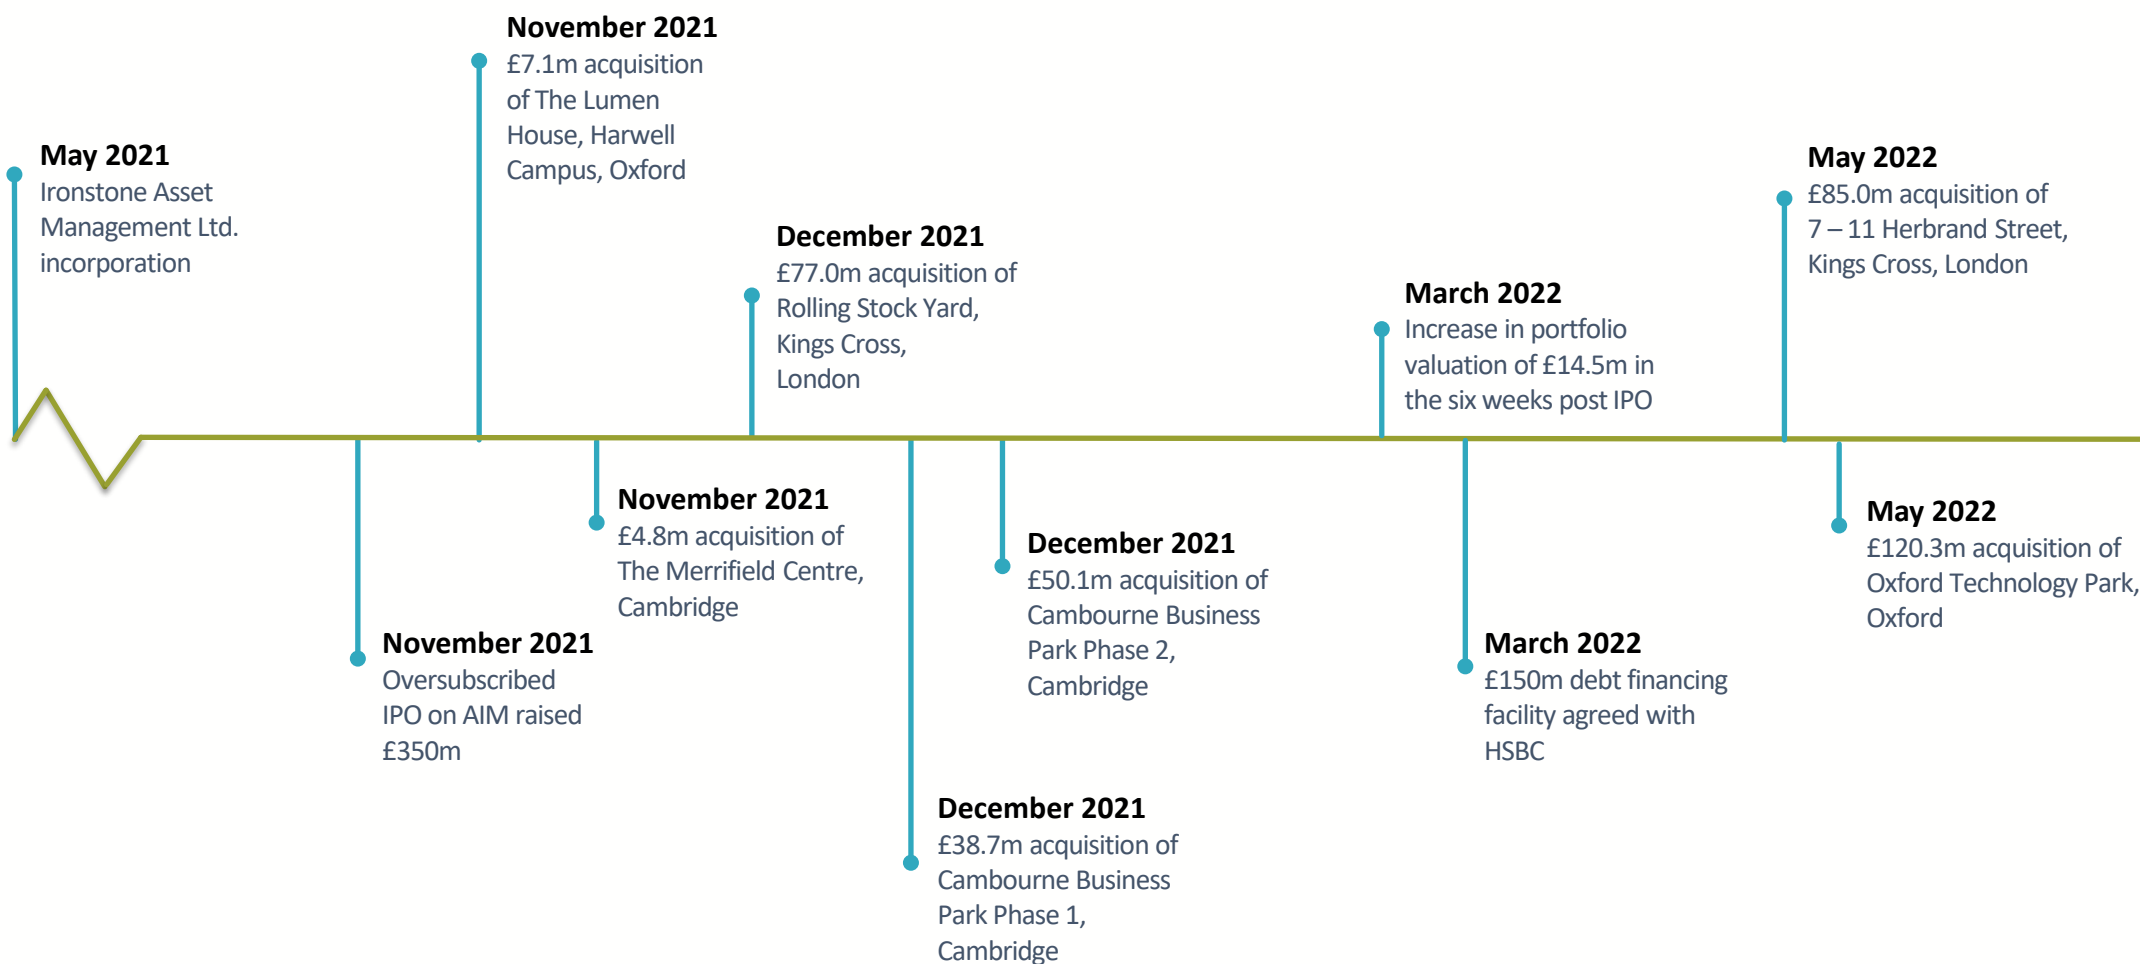 May 2021
Ironstone Asset
Management Ltd.
incorporation
November 2021
Oversubscribed
IPO on AIM raised
£350m
November 2021
£7.1m acquisition
of The Lumen
House, Harwell
Campus, Oxford
November 2021
£4.8m acquisition of
The Merrifield Centre,
Cambridge
December 2021
£77.0m acquisition of
Rolling Stock Yard,
Kings Cross,
London
December 2021
£38.7m acquisition of
Cambourne Business
Park Phase 1,
Cambridge
December 2021
£50.1m acquisition of
Cambourne Business
Park Phase 2,
Cambridge
March 2022
Increase in portfolio
valuation of £14.5m in
the six weeks post IPO
March 2022
£150m debt financing
facility agreed with
HSBC
May 2022
£85.0m acquisition of
7 – 11 Herbrand Street,
Kings Cross, London
May 2022
£120.3m acquisition of
Oxford Technology Park,
Oxford